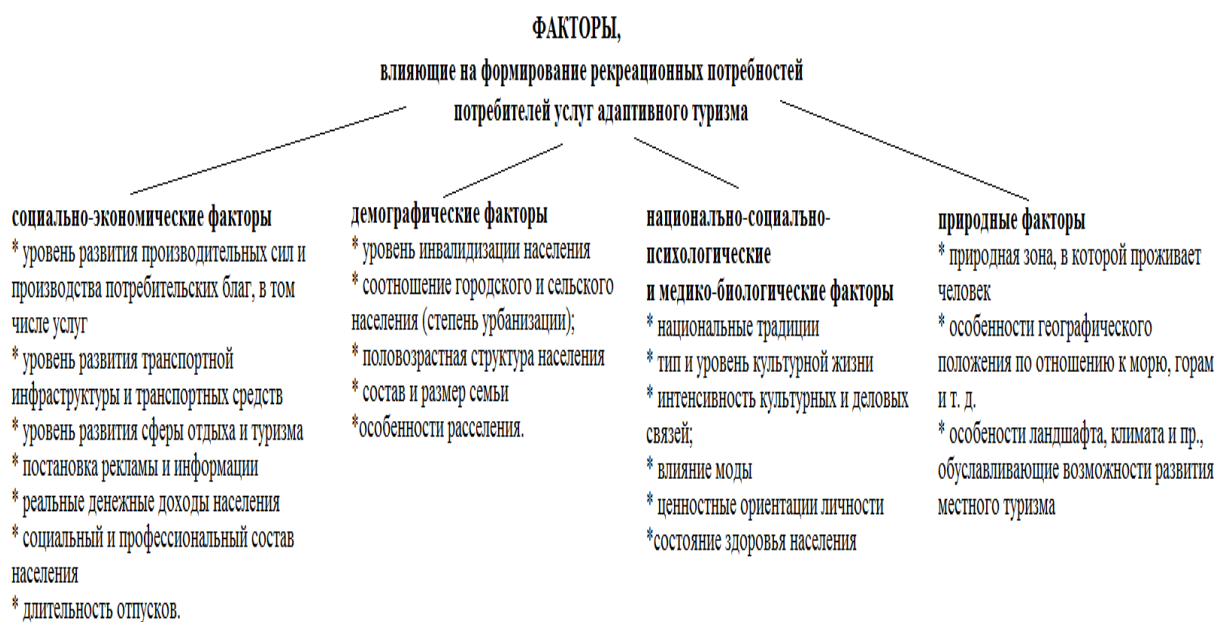 ФАКТОРЫ,
влияющие на формирование рекреационных потребностей
потребителей услуг адаптивного туризма
социально-экономические факторы
* уровень развития производительных сил и
производства потребительских благ, в том
числе услуг
* уровень развития транспортной
инфраструктуры и транспортных средств
* уровень развития сферы отдыха и туризма
* постановка рекламы и информации
* реальные денежные доходы населения
* социальный и профессиональный состав
населения
* длительность отпусков.
демографические факторы
* уровень инвалидизации населения
* соотношение городского и сельского
населения (степень урбанизации);
* половозрастная структура населения
* состав и размер семьи
*особенности расселения.
национально-социально-
психологические
и медико-биологические факторы
* национальные традиции
* тип и уровень культурной жизни
* интенсивность культурных и деловых
связей;
* влияние моды
* ценностные ориентации личности
*состояние здоровья населения
природные факторы
* природная зона, в которой проживает
человек
* особенности географического
положения по отношению к морю, горам
и т. д.
* особености ландшафта, климата и пр.,
обуславливающие возможности развития
местного туризма